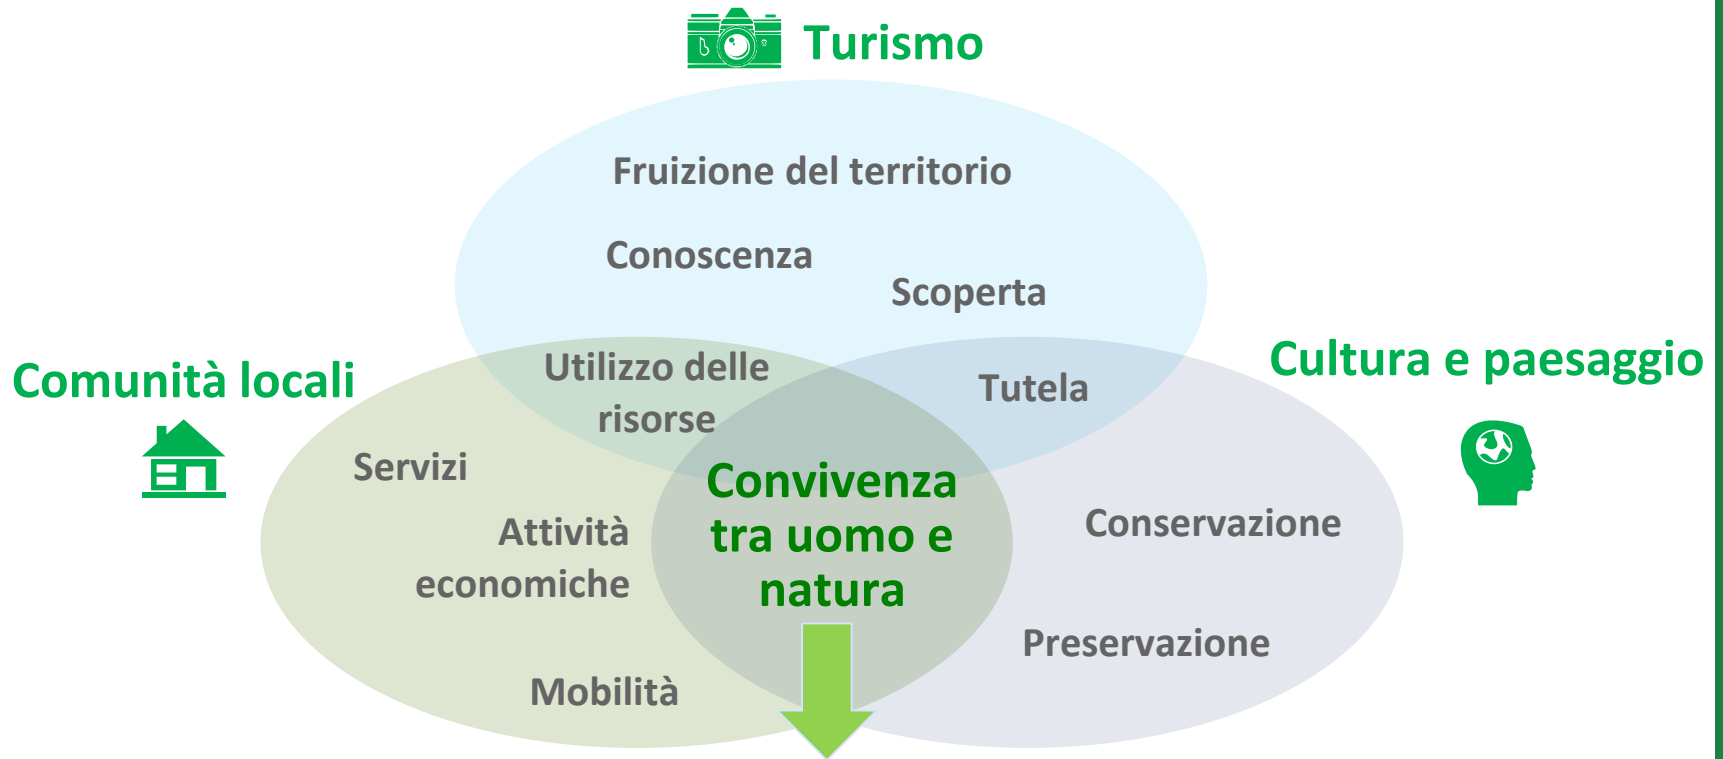 Turismo
Fruizione del territorio
Conoscenza
Scoperta
Comunità locali
Utilizzo delle
risorse
Tutela
Cultura e paesaggio
Servizi
Attività
economiche
Mobilità
Convivenza
tra uomo e
natura
Conservazione
Preservazione